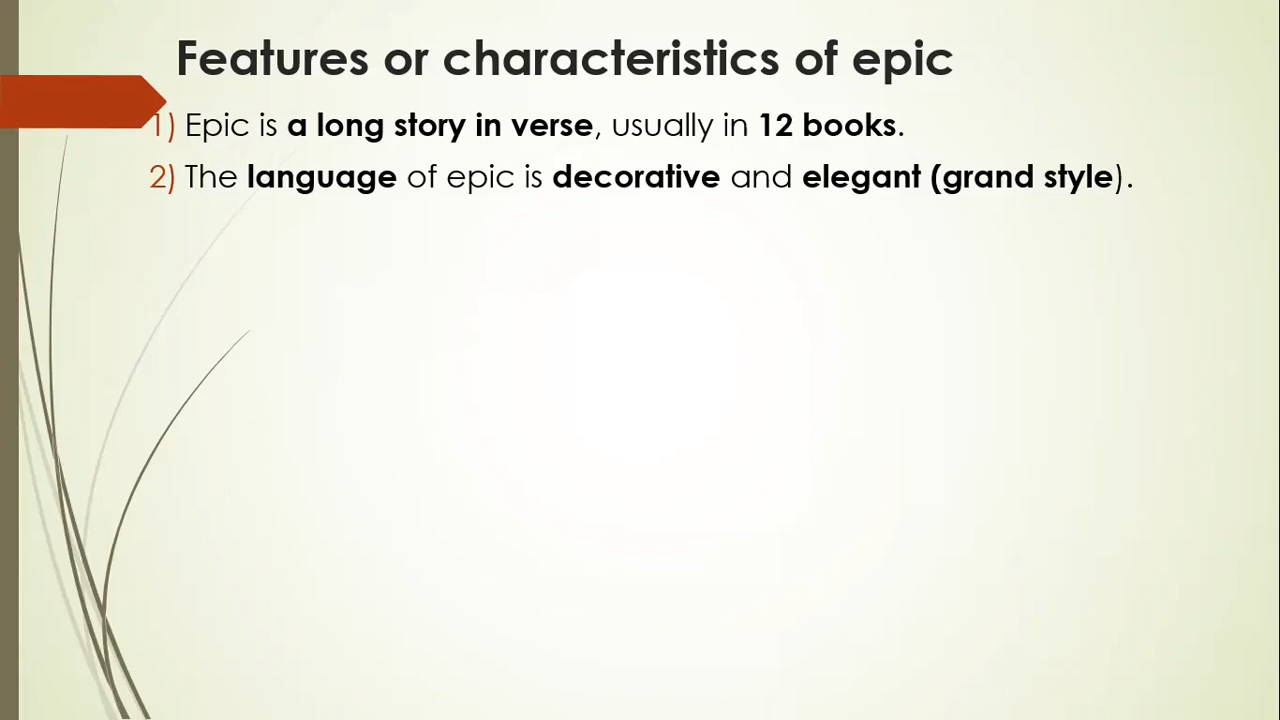 Features or characteristics of epic
1) Epic is a long story in verse, usually in 12 books.
2) The language of epic is decorative and elegant (grand style).